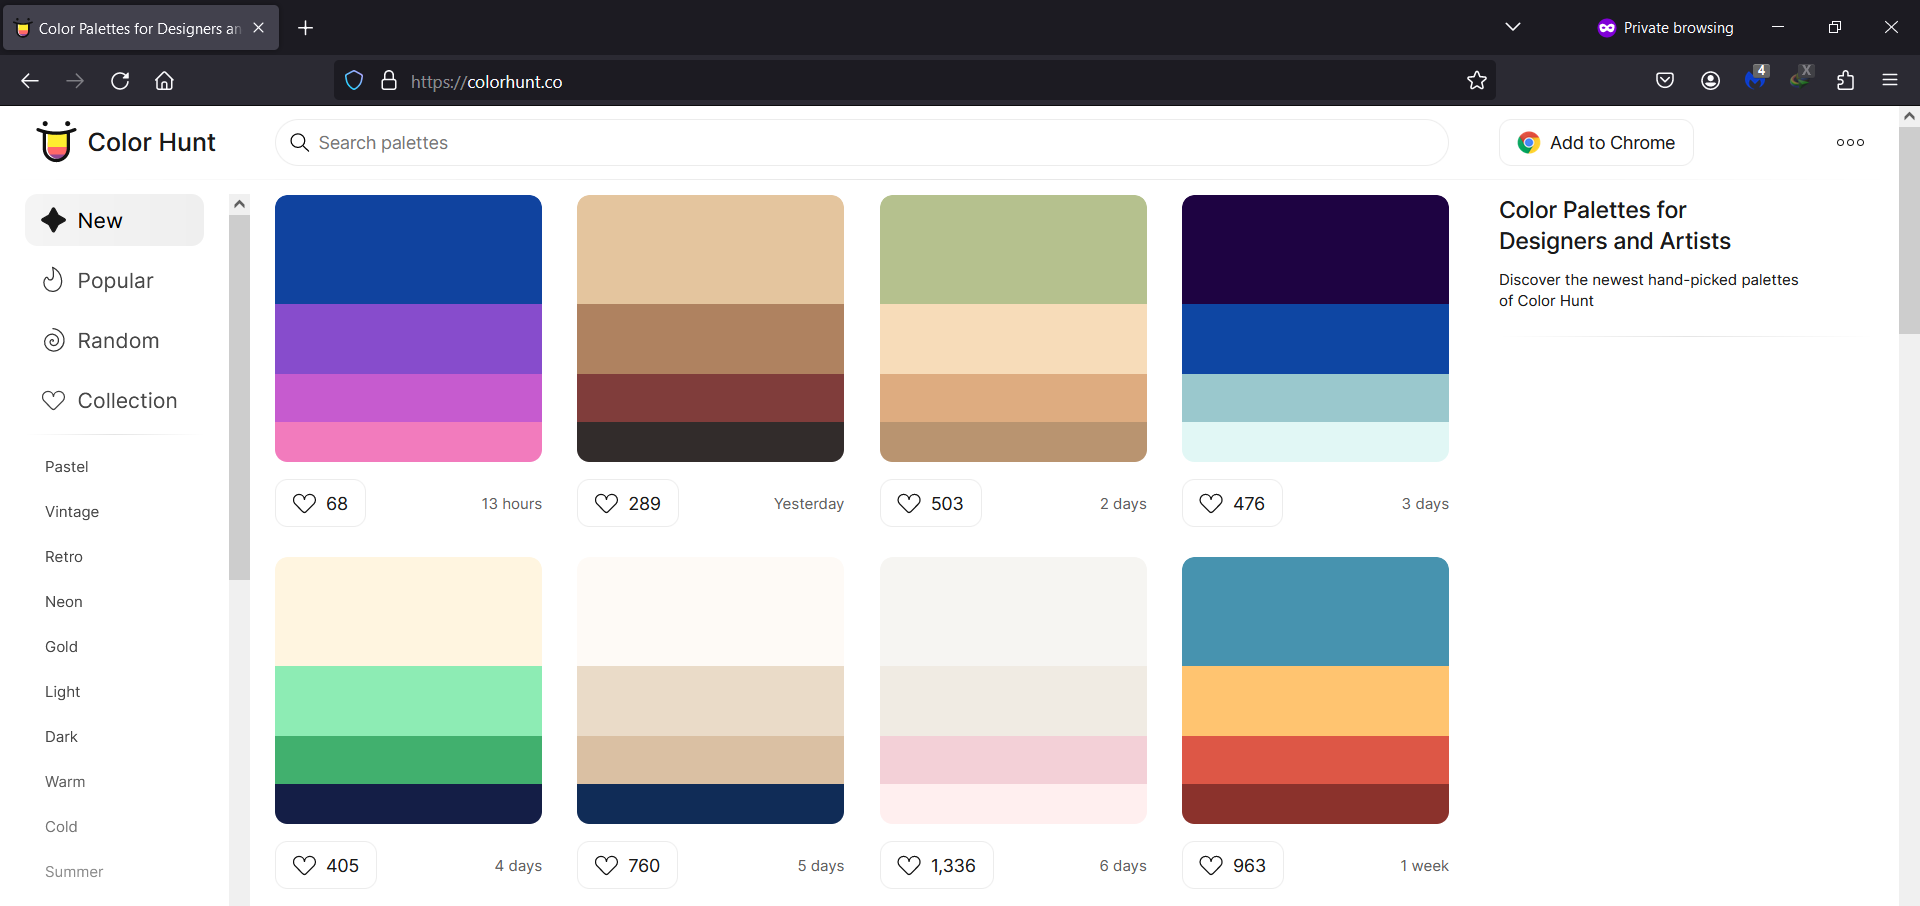 Color Palettes for Designers an
Private browsing
https://colorhunt.co
4
X
Color Hunt
Search palettes
Add to Chrome
New
Popular
Random
Collection
Pastel
Vintage
Retro
Neon
Gold
Light
Dark
Warm
Cold
Summer
68
13 hours
289
Yesterday
503
2 days
476
3 days
405
4 days
760
5 days
1,336
6 days
963
1 week
Color Palettes for
Designers and Artists
Discover the newest hand-picked palettes
of Color Hunt